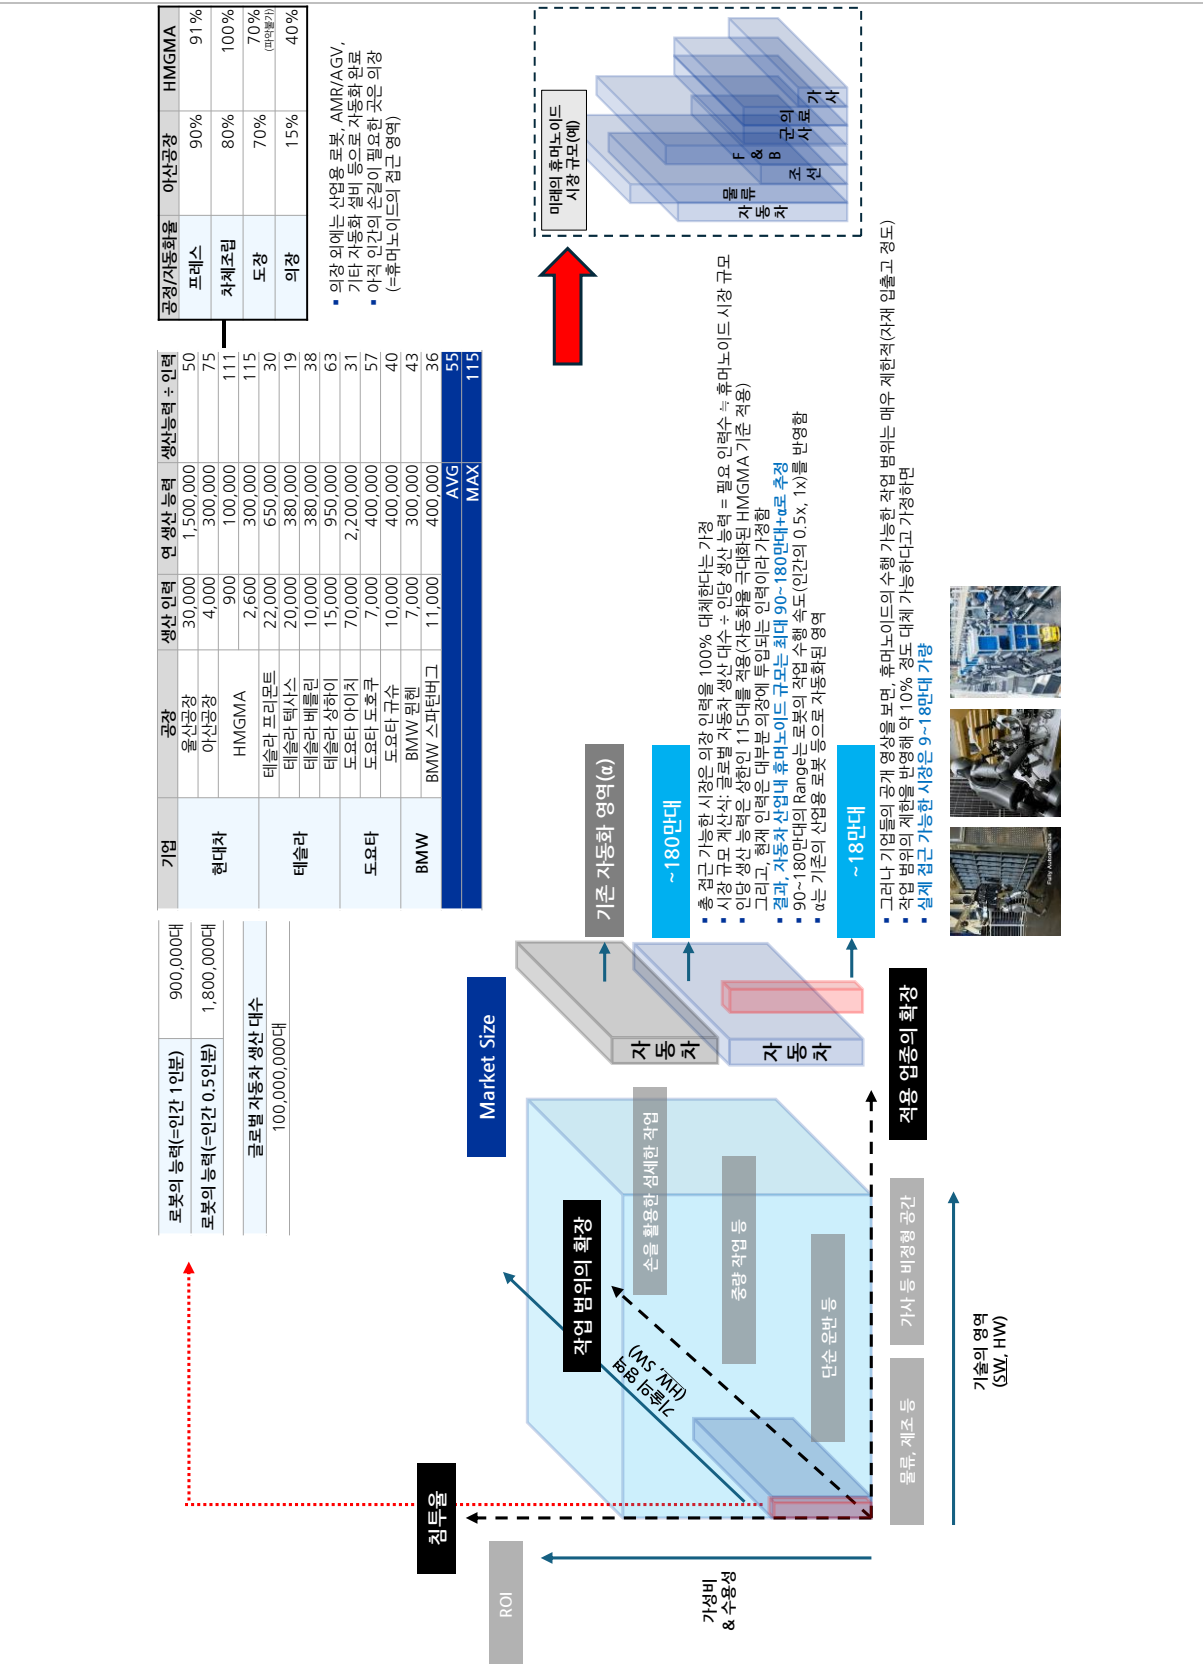 로봇의 능력(=인간 1인분) 900,000대
로봇의 능력(=인간 0.5인분) 1,800,000대
글로벌 자동차 생산 대수
100,000,000대
기업 공장 생산 인력 연 생산 능력 생산능력 ÷ 인력
현대차 울산공장 30,000 1,500,000 50
아산공장 4,000 300,000 75
HMGMA 900 100,000 111
2,600 300,000 115
테슬라 테슬라 프리몬트 22,000 650,000 30
테슬라 텍사스 20,000 380,000 19
테슬라 베를린 10,000 380,000 38
테슬라 상하이 15,000 950,000 63
도요타 도요타 아이치 70,000 2,200,000 31
도요타 도호쿠 7,000 400,000 57
도요타 규슈 10,000 400,000 40
BMW BMW 뮌헨 7,000 300,000 43
BMW 스파턴버그 11,000 400,000 36
AVG 55
MAX 115
공정/자동화율 아산공장 HMGMA
프레스 90% 91%
차체조립 80% 100%
도장 70% 70%
(파악불가)
의장 15% 40%
▪ 의장 외에는 산업용 로봇, AMR/AGV,
기타 자동화 설비 등으로 자동화 완료
▪ 아직 인간의 손길이 필요한 곳은 의장
(=휴머노이드의 접근 영역)
침투율
ROI
가성비
& 수용성
Market Size
작업 범위의 확장
기술의 영역
(HW, SW)
손을 활용한 섬세한 작업
중량 작업 등
단순 운반 등
적용 업종의 확장
물류, 제조 등
가사 등 비정형 공간
기술의 영역
(SW, HW)
자동차
자동차
기존 자동화 영역(α)
~180만대
▪ 총 접근 가능한 시장은 의장 인력을 100% 대체한다는 가정
▪ 시장 규모 계산식: 글로벌 자동차 생산 대수 ÷ 인당 생산 능력 = 필요 인력수 ≒ 휴머노이드 시장 규모
▪ 인당 생산 능력은 상한인 115대를 적용(자동화율 극대화된 HMGMA 기준 적용)
그리고, 현재 인력은 대부분 의장에 투입되는 인력이라 가정함
▪ 결과, 자동차 산업내 휴머노이드 규모는 최대 90~180만대+α로 추정
▪ 90~180만대의 Range는 로봇의 작업 수행 속도(인간의 0.5x, 1x)를 반영함
▪ α는 기존의 산업용 로봇 등으로 자동화된 영역
~18만대
▪ 그러나 기업들의 공개 영상을 보면, 휴머노이드의 수행 가능한 작업 범위는 매우 제한적(자재 입출고 정도)
▪ 작업 범위의 제한을 반영해 약 10% 정도 대체 가능하다고 가정하면
▪ 실제 접근 가능한 시장은 9~18만대 가량
미래의 휴머노이드
시장 규모(예)
자동차
물류
조선
F&B
군사
의료
가사
Fully Autonomous